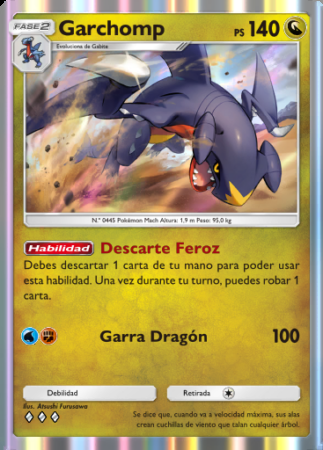 FASE2 Garchomp PS 140
Evoluciona de Gabite
N.º 0445 Pokémon Mach Altura: 1,9 m Peso: 95,0 kg
Habilidad Descarte Feroz
Debes descartar 1 carta de tu mano para poder usar
esta habilidad. Una vez durante tu turno, puedes robar 1
carta.
Garra Dragón 100
Debilidad Retirada
Ilus. Atsushi Furusawa
Se dice que, cuando va a velocidad máxima, sus alas
crean cuchillas de viento que talan cualquier árbol.